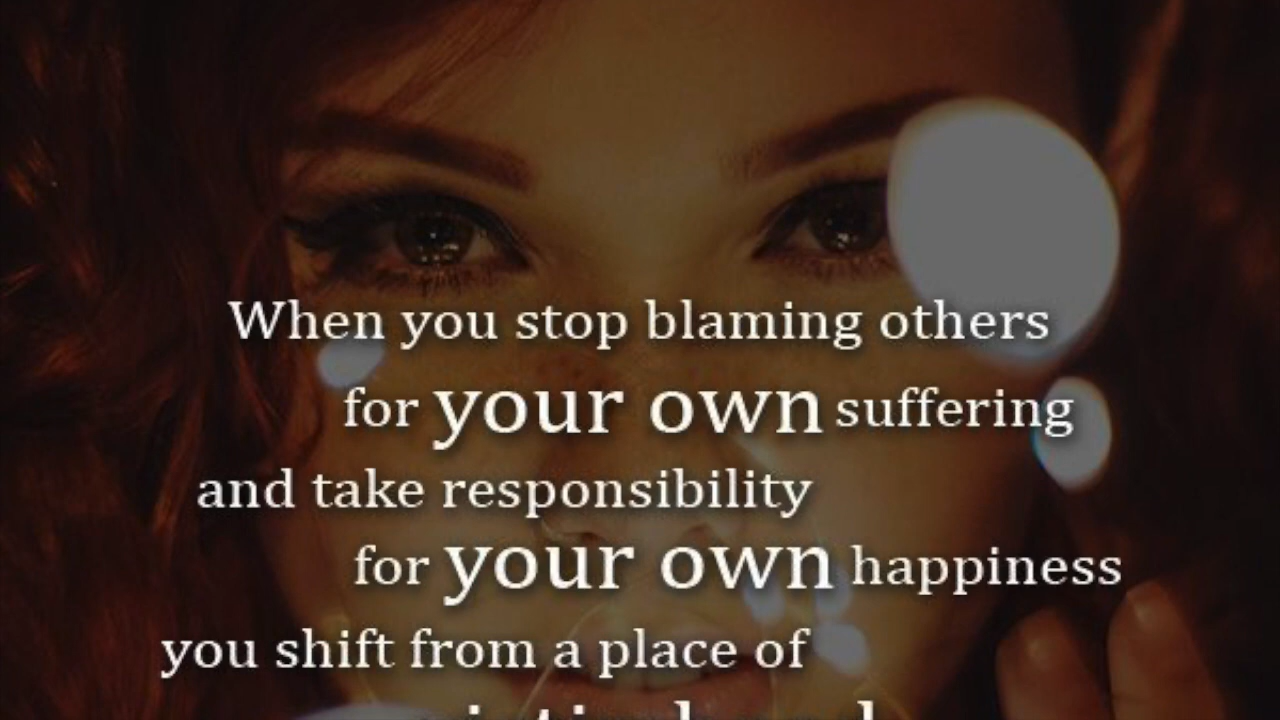 When you stop blaming others
for your own suffering
and take responsibility
for your own happiness
you shift from a place of